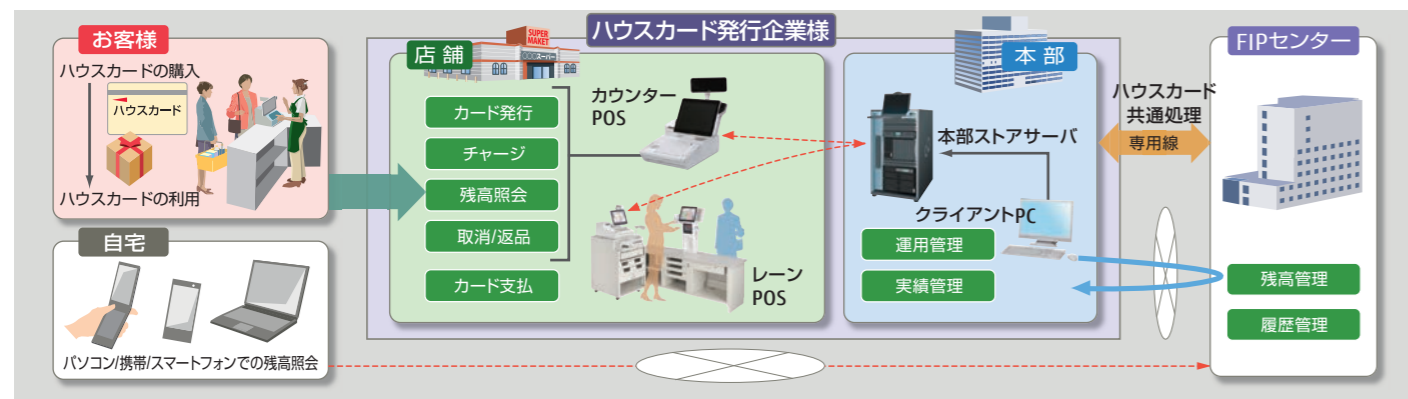 ハウスカード発行企業様
お客様
ハウスカードの購入
ハウスカード
ハウスカードの利用
自宅
パソコン/携帯/スマートフォンでの残高照会
店舗
SUPER
MAKET
スーパー
カード発行
チャージ
残高照会
取消/返品
カード支払
カウンター
POS
レーン
POS
本部
本部ストアサーバ
クライアントPC
運用管理
実績管理
ハウスカード
共通処理
専用線
FIPセンター
残高管理
履歴管理